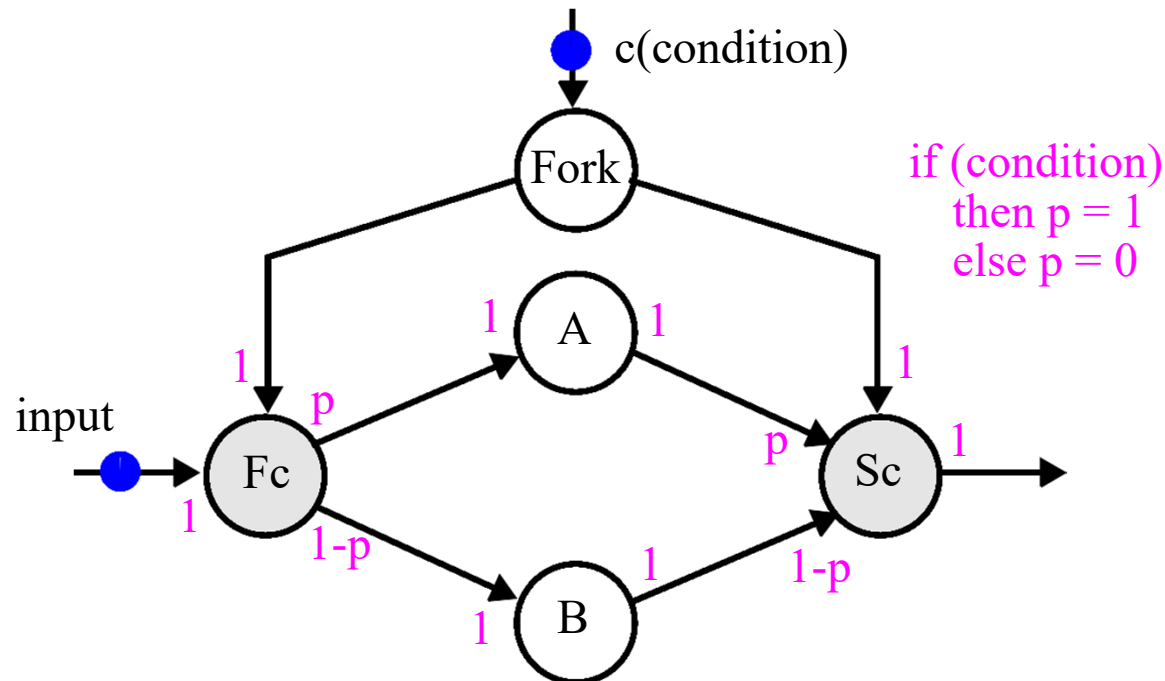 c(condition)
Fork
if (condition)
then p = 1
else p = 0
1
A
1
1
p
1
input
p
1
Fc
Sc
1
1-p
1
1-p
1
B